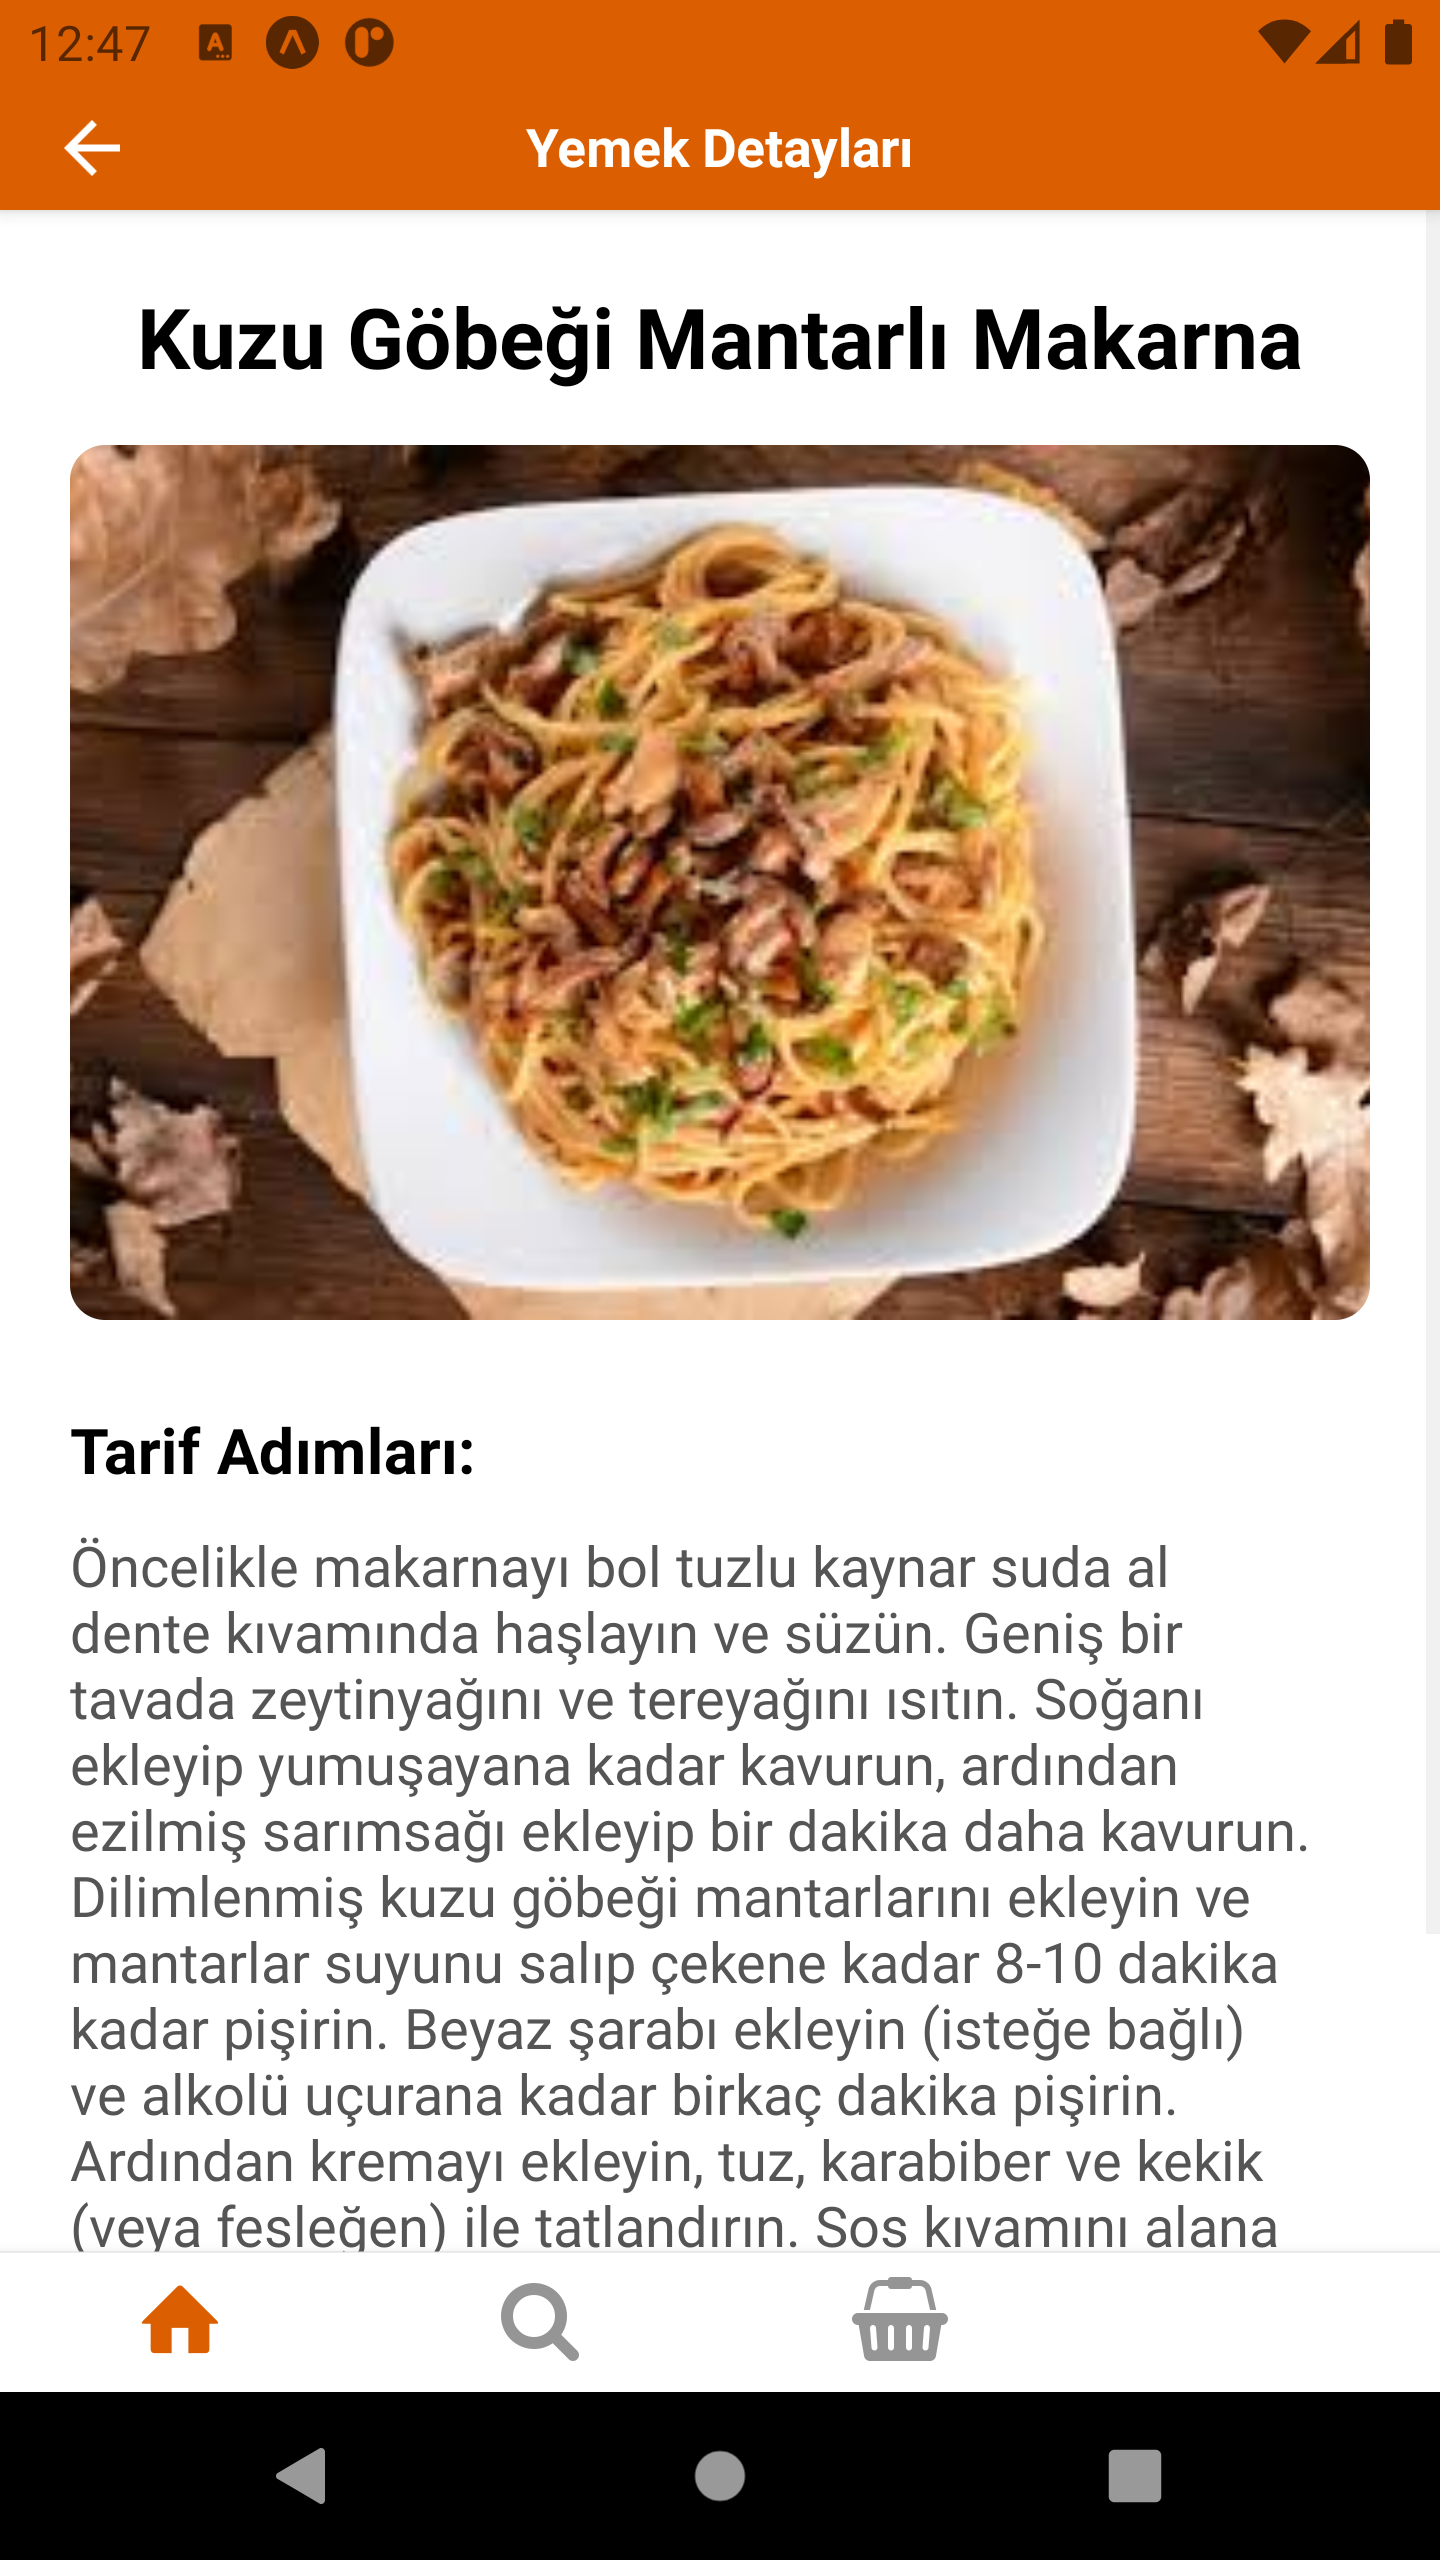 12:47
Yemek Detayları
Kuzu Göbeği Mantarlı Makarna
Tarif Adımları:
Öncelikle makarnayı bol tuzlu kaynar suda al
dente kıvamında haşlayın ve süzün. Geniş bir
tavada zeytinyağını ve tereyağını ısıtın. Soğanı
ekleyip yumuşayana kadar kavurun, ardından
ezilmiş sarımsağı ekleyip bir dakika daha kavurun.
Dilimlenmiş kuzu göbeği mantarlarını ekleyin ve
mantarlar suyunu salıp çekene kadar 8-10 dakika
kadar pişirin. Beyaz şarabı ekleyin (isteğe bağlı)
ve alkolü uçurana kadar birkaç dakika pişirin.
Ardından kremayı ekleyin, tuz, karabiber ve kekik
(veya fesleğen) ile tatlandırın. Sos kıvamını alana